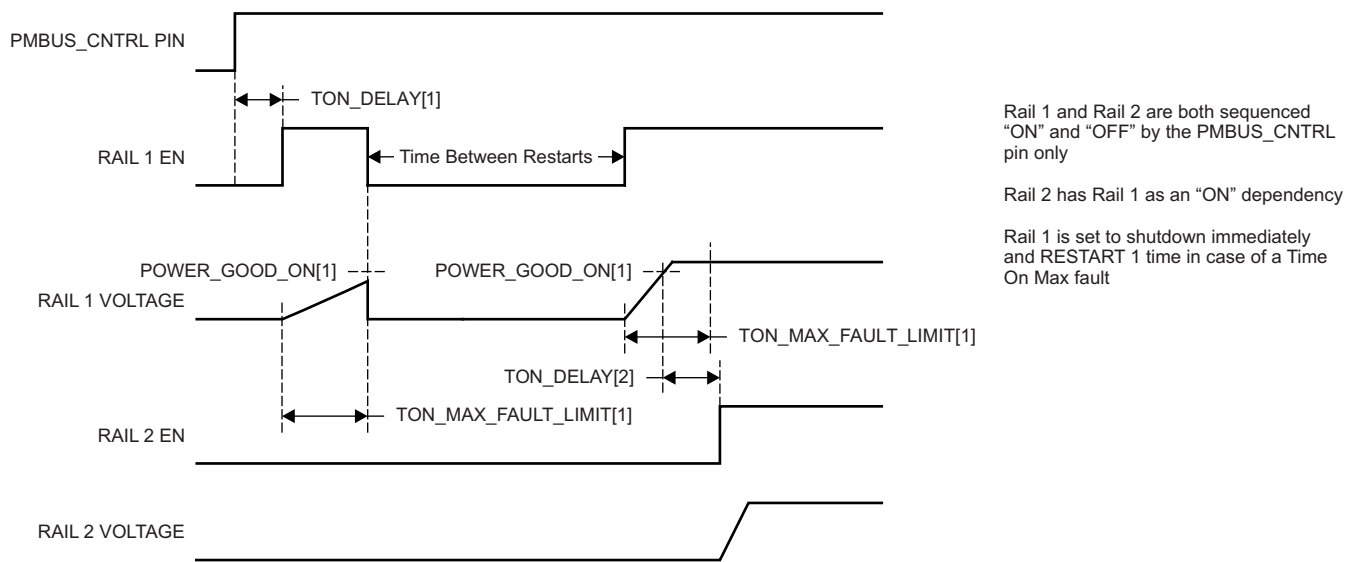 PMBUS_CNTRL PIN
TON_DELAY[1]
RAIL 1 EN
Time Between Restarts
POWER_GOOD_ON[1]
POWER_GOOD_ON[1]
RAIL 1 VOLTAGE
TON_MAX_FAULT_LIMIT[1]
TON_DELAY[2]
TON_MAX_FAULT_LIMIT[1]
RAIL 2 EN
RAIL 2 VOLTAGE
Rail 1 and Rail 2 are both sequenced
“ON” and “OFF” by the PMBUS_CNTRL
pin only
Rail 2 has Rail 1 as an “ON” dependency
Rail 1 is set to shutdown immediately
and RESTART 1 time in case of a Time
On Max fault